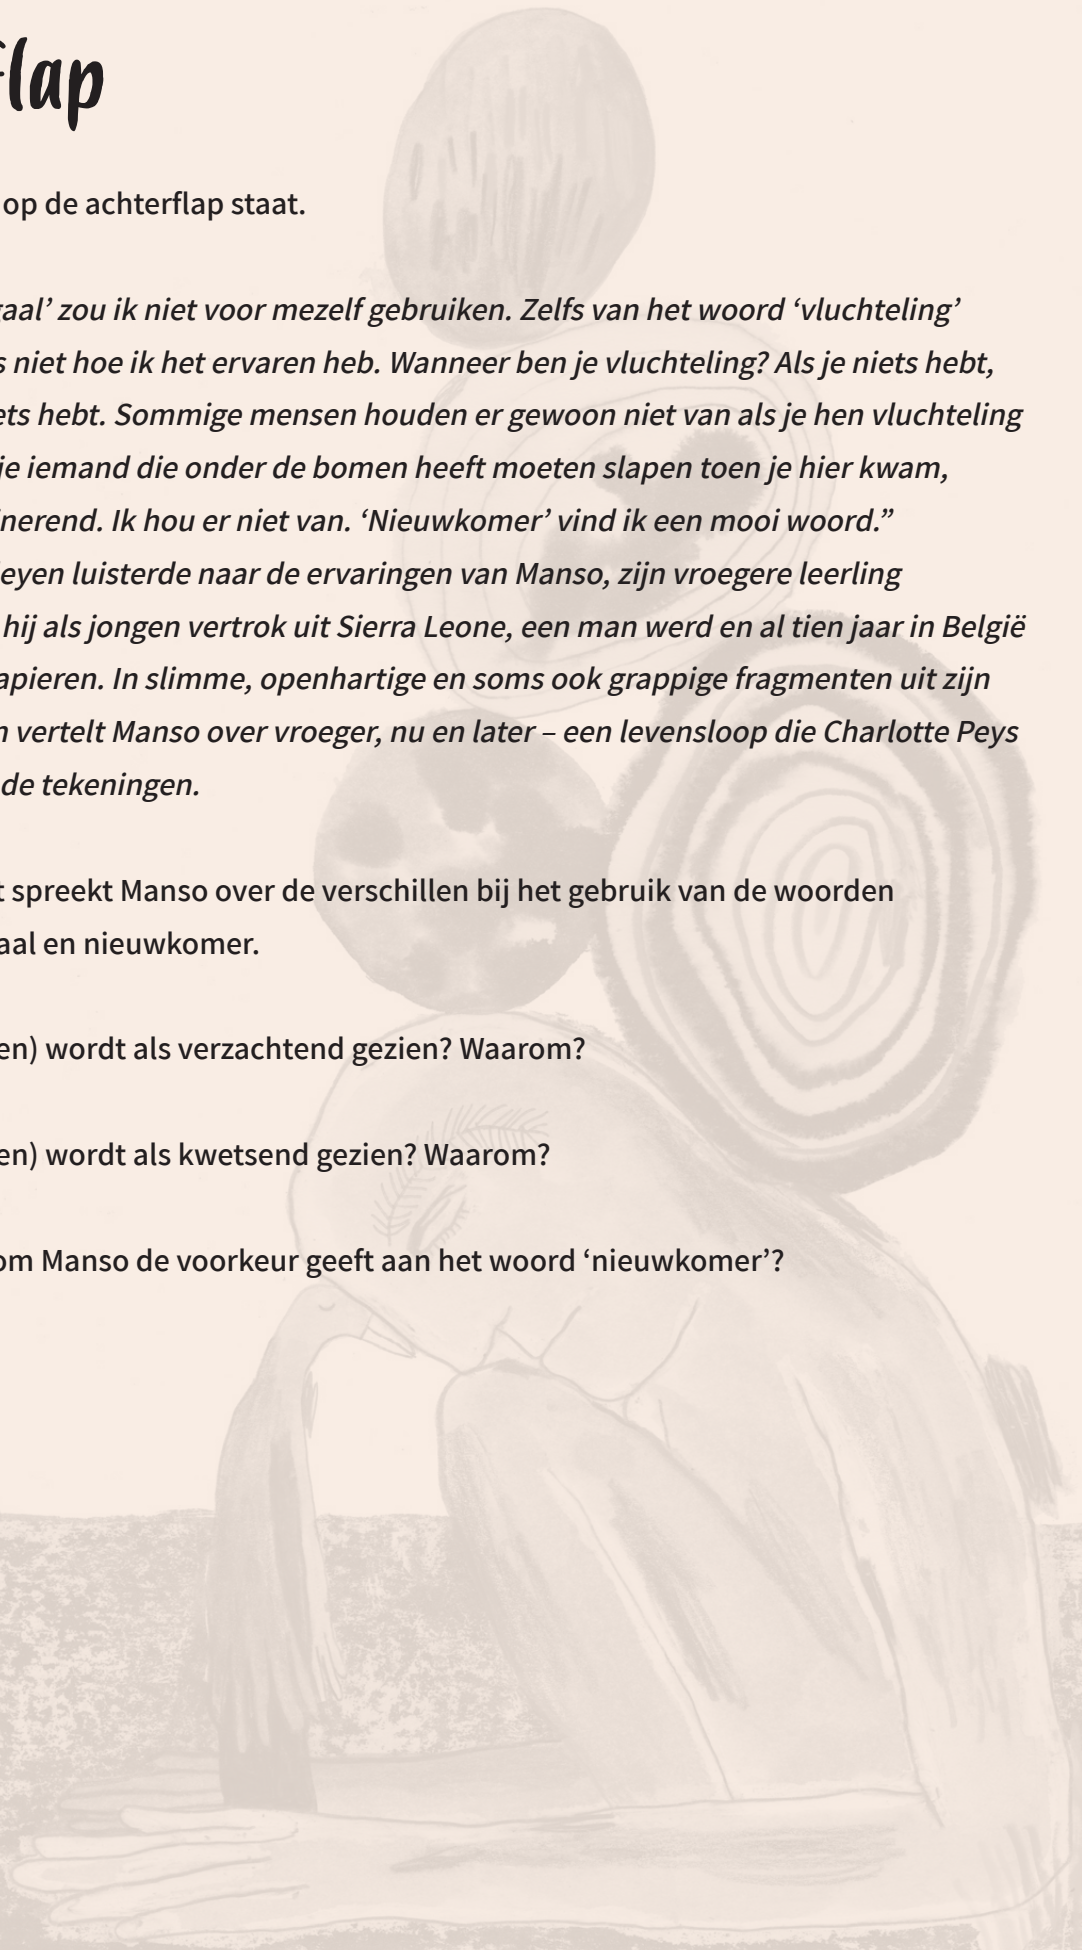 flap
op de achterflap staat.
gaal’ zou ik niet voor mezelf gebruiken. Zelfs van het woord ‘vluchteling’
s niet hoe ik het ervaren heb. Wanneer ben je vluchteling? Als je niets hebt,
ets hebt. Sommige mensen houden er gewoon niet van als je hen vluchteling
je iemand die onder de bomen heeft moeten slapen toen je hier kwam,
nerend. Ik hou er niet van. ‘Nieuwkomer’ vind ik een mooi woord.”
leyen luisterde naar de ervaringen van Manso, zijn vroegere leerling
hij als jongen vertrok uit Sierra Leone, een man werd en al tien jaar in België
apieren. In slimme, openhartige en soms ook grappige fragmenten uit zijn
n vertelt Manso over vroeger, nu en later – een levensloop die Charlotte Peys
de tekeningen.
t spreekt Manso over de verschillen bij het gebruik van de woorden
aal en nieuwkomer.
en) wordt als verzachtend gezien? Waarom?
en) wordt als kwetsend gezien? Waarom?
om Manso de voorkeur geeft aan het woord ‘nieuwkomer’?